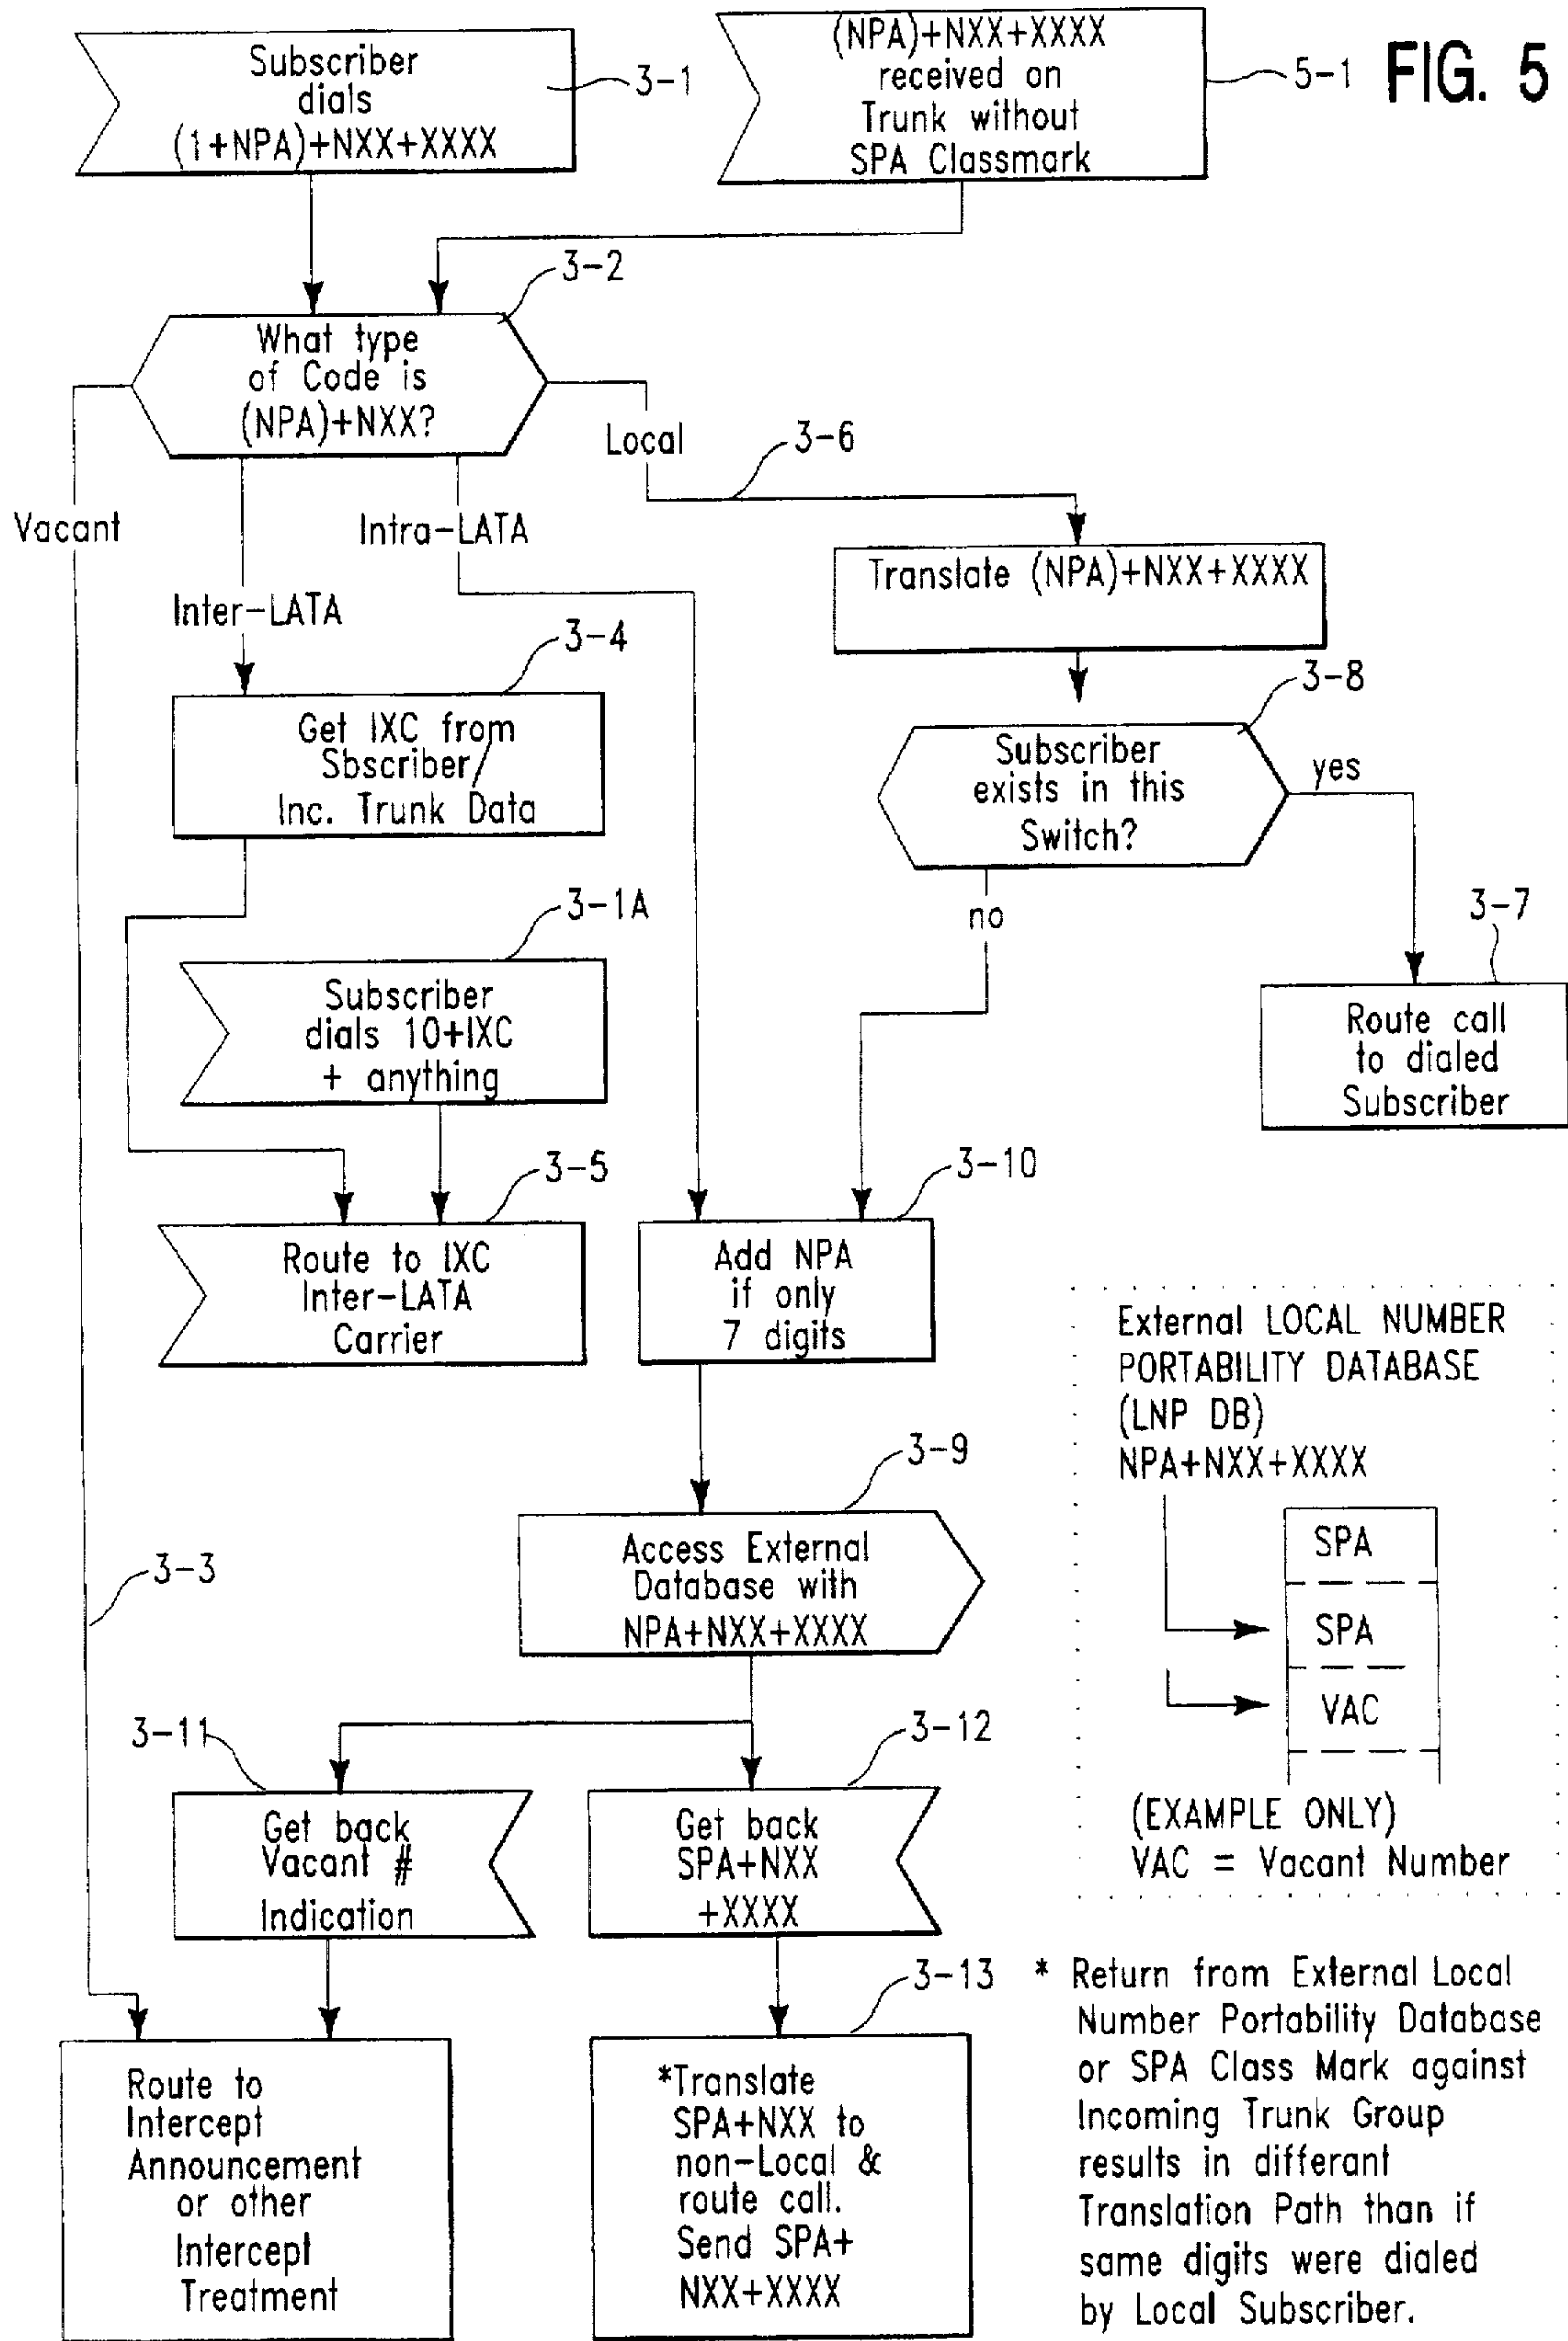 FIG. 5
Subscriber
dials
(1+NPA)+NXX+XXXX
3-1
(NPA)+NXX+XXXX
received on
Trunk without
SPA Classmark
5-1
3-2
What type
of Code is
(NPA)+NXX?
Vacant
Inter-LATA
Intra-LATA
Local
3-6
Translate (NPA)+NXX+XXXX
3-4
Get IXC from
Sbscriber/
Inc. Trunk Data
3-8
Subscriber
exists in this
Switch?
yes
no
3-7
Route call
to dialed
Subscriber
3-1A
Subscriber
dials 10+IXC
+ anything
3-5
Route to IXC
Inter-LATA
Carrier
3-10
Add NPA
if only
7 digits
3-9
Access External
Database with
NPA+NXX+XXXX
3-3
External LOCAL NUMBER
PORTABILITY DATABASE
(LNP DB)
NPA+NXX+XXXX
SPA
SPA
VAC
(EXAMPLE ONLY)
VAC = Vacant Number
3-11
Get back
Vacant #
Indication
3-12
Get back
SPA+NXX
+XXXX
Route to
Intercept
Announcement
or other
Intercept
Treatment
3-13
*Translate
SPA+NXX to
non-Local &
route call.
Send SPA+
NXX+XXXX
* Return from External Local
Number Portability Database
or SPA Class Mark against
Incoming Trunk Group
results in differant
Translation Path than if
same digits were dialed
by Local Subscriber.